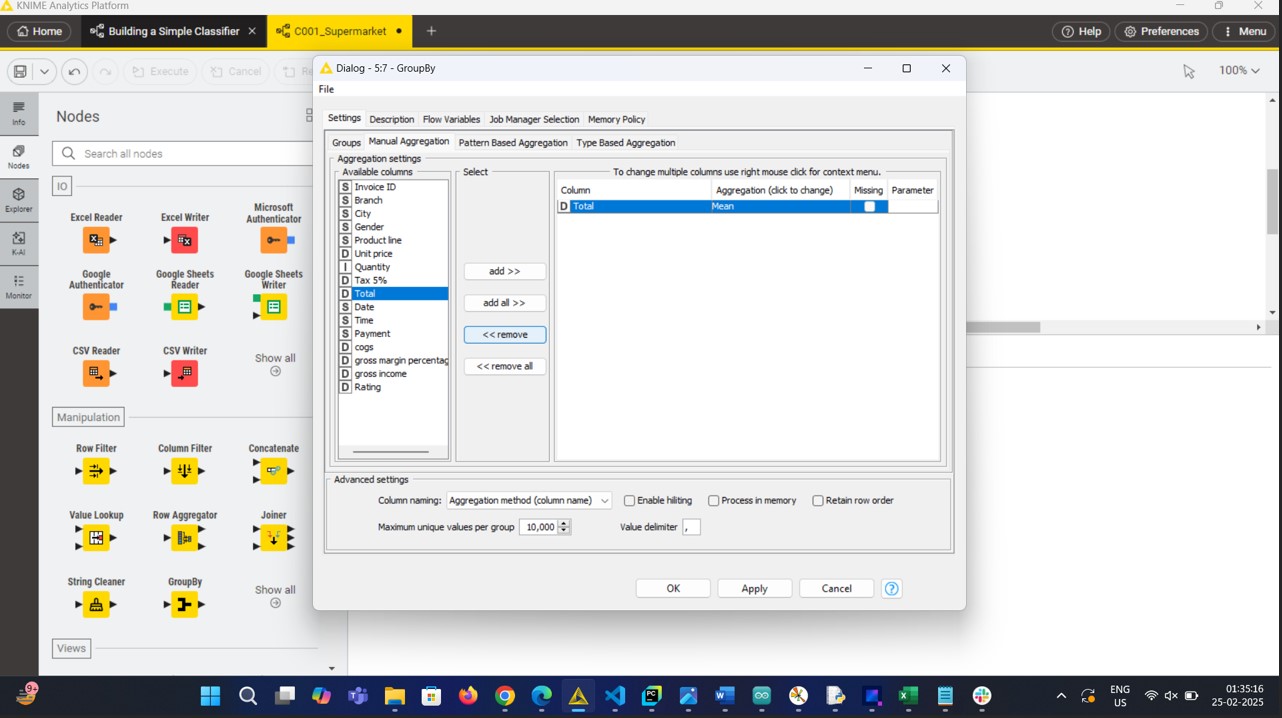 KNIME Analytics Platform
Home
Building a Simple Classifier
C001_Supermarket
Help
Preferences
Menu
Execute
Cancel
Re
100%
Info
Nodes
Explorer
K-AI
Monitor
Nodes
Search all nodes
IO
Excel Reader
Excel Writer
Microsoft
Authenticator
Google
Authenticator
Google Sheets
Reader
Google Sheets
Writer
CSV Reader
CSV Writer
Show all
Manipulation
Row Filter
Column Filter
Concatenate
Value Lookup
Row Aggregator
Joiner
String Cleaner
GroupBy
Show all
Views
Dialog - 5:7 - GroupBy
File
Settings Description Flow Variables Job Manager Selection Memory Policy
Groups Manual Aggregation Pattern Based Aggregation Type Based Aggregation
Aggregation settings
Available columns
S Invoice ID
S Branch
S City
S Gender
S Product line
D Unit price
I Quantity
D Tax 5%
D Total
S Date
S Time
S Payment
D cogs
D gross margin percentag
D gross income
D Rating
Select
add >>
add all >>
<< remove
<< remove all
To change multiple columns use right mouse click for context menu.
Column Aggregation (click to change) Missing Parameter
D Total Mean
Advanced settings
Column naming: Aggregation method (column name) Enable hiliting Process in memory Retain row order
Maximum unique values per group 10,000 Value delimiter ,
OK Apply Cancel ?
9+
ENG
US
01:35:16
25-02-2025